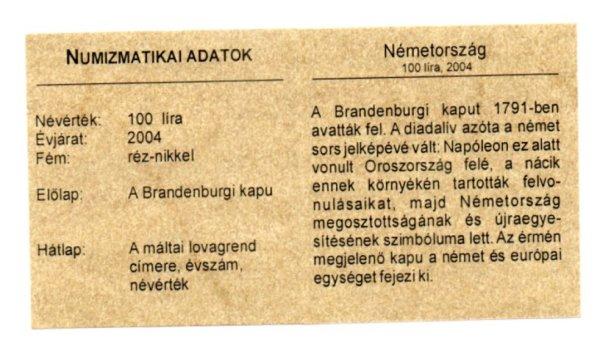 NUMIZMATIKAI ADATOK
Névérték: 100 líra
Évjárat: 2004
Fém: réz-nikkel
Előlap: A Brandenburgi kapu
Hátlap: A máltai lovagrend
címere, évszám,
névérték
Németország
100 líra, 2004
A Brandenburgi kaput 1791-ben
avatták fel. A diadalív azóta a német
sors jelképévé vált: Napóleon ez alatt
vonult Oroszország felé, a nácik
ennek környékén tartották felvo-
nulásaikat, majd Németország
megosztottságának és újraegye-
sítésének szimbóluma lett. Az érmén
megjelenő kapu a német és európai
egységet fejezi ki.